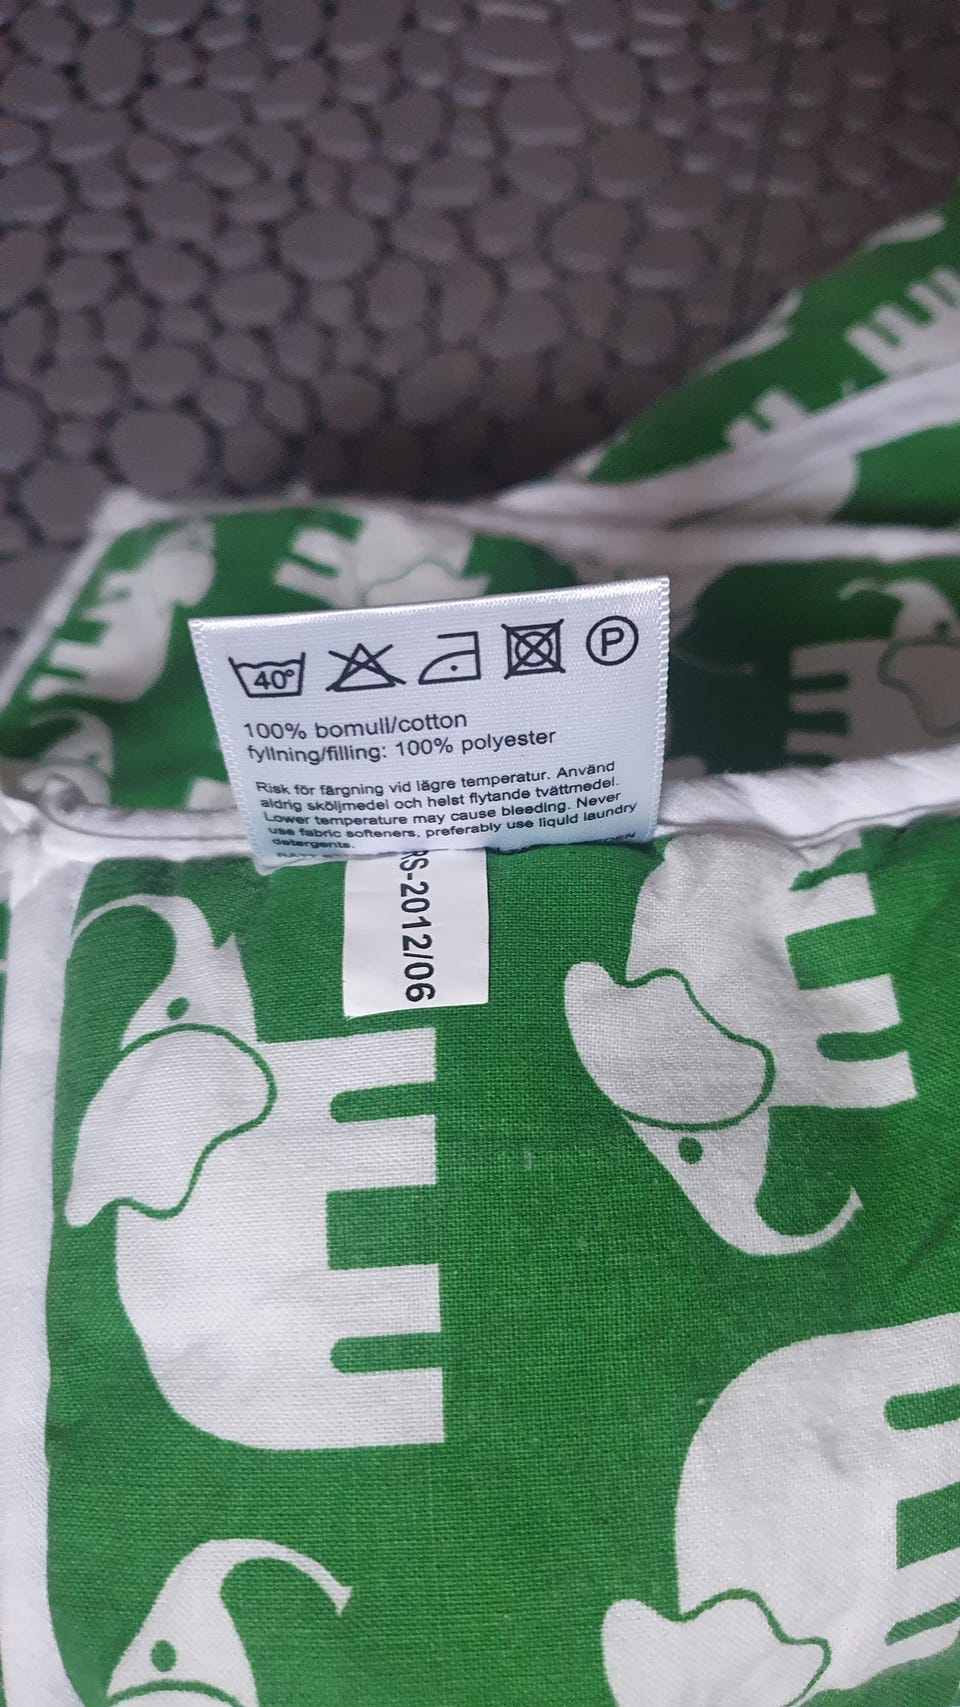 40°
P
100% bomull/cotton
fyllning/filling: 100% polyester
Risk för färgning vid lägre temperatur. Använd
aldrig sköljmedel och helst flytande tvättmedel.
Lower temperature may cause bleeding. Never
use fabric softeners, preferably use liquid laundry
detergents.
RS-2012/06